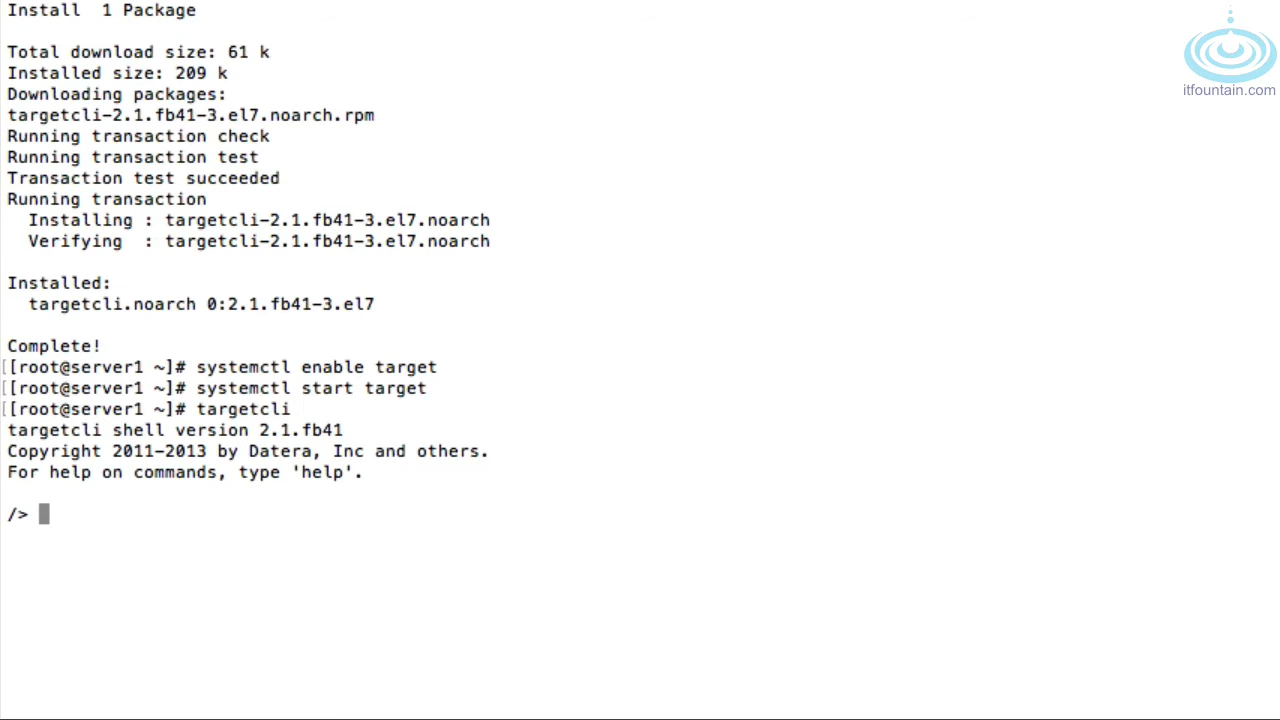 Install  1 Package
Total download size: 61 k
Installed size: 209 k
Downloading packages:
targetcli-2.1.fb41-3.el7.noarch.rpm
Running transaction check
Running transaction test
Transaction test succeeded
Running transaction
  Installing : targetcli-2.1.fb41-3.el7.noarch
  Verifying  : targetcli-2.1.fb41-3.el7.noarch
Installed:
  targetcli.noarch 0:2.1.fb41-3.el7
Complete!
[[root@server1 ~]# systemctl enable target
[[root@server1 ~]# systemctl start target
[[root@server1 ~]# targetcli
targetcli shell version 2.1.fb41
Copyright 2011-2013 by Datera, Inc and others.
For help on commands, type 'help'.
/>
itfountain.com